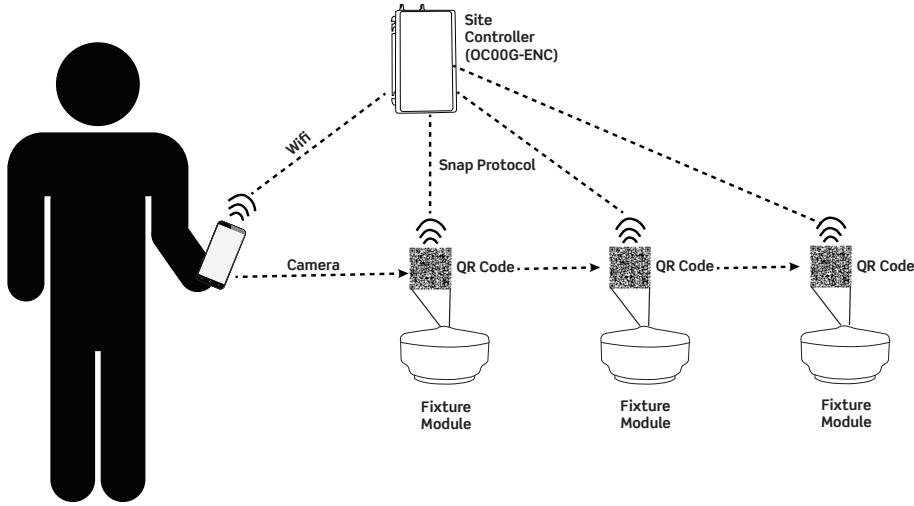 Site
Controller
(OC00G-ENC)
Wifi
Snap Protocol
Camera
QR Code
QR Code
QR Code
Fixture
Module
Fixture
Module
Fixture
Module